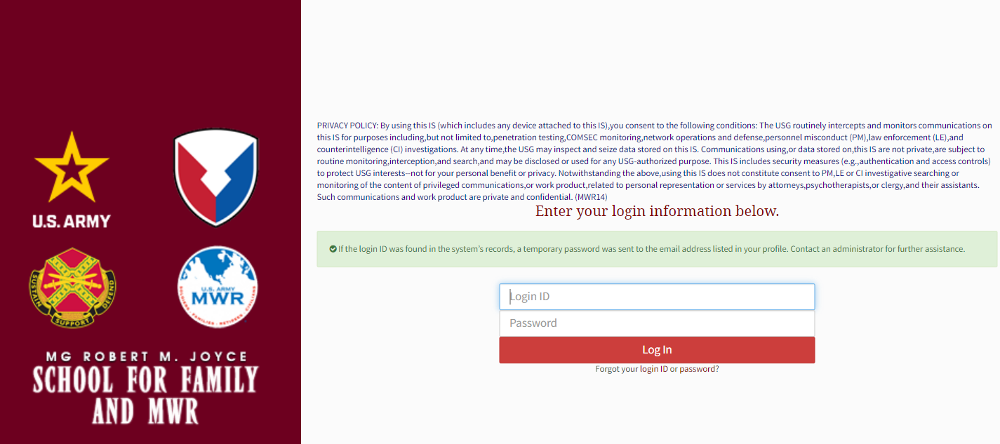 U.S. ARMY
SUSTAIN
SUPPORT
DEFEND
U.S. ARMY
MWR
SOLDIERS • FAMILIES • RETIREES • CIVILIANS
MG ROBERT M. JOYCE
SCHOOL FOR FAMILY
AND MWR
PRIVACY POLICY: By using this IS (which includes any device attached to this IS),you consent to the following conditions: The USG routinely intercepts and monitors communications on
this IS for purposes including,but not limited to,penetration testing,COMSEC monitoring,network operations and defense,personnel misconduct (PM),law enforcement (LE),and
counterintelligence (CI) investigations. At any time,the USG may inspect and seize data stored on this IS. Communications using,or data stored on,this IS are not private,are subject to
routine monitoring,interception,and search,and may be disclosed or used for any USG-authorized purpose. This IS includes security measures (e.g.,authentication and access controls)
to protect USG interests--not for your personal benefit or privacy. Notwithstanding the above,using this IS does not constitute consent to PM,LE or CI investigative searching or
monitoring of the content of privileged communications,or work product,related to personal representation or services by attorneys,psychotherapists,or clergy,and their assistants.
Such communications and work product are private and confidential. (MWR14)
Enter your login information below.
If the login ID was found in the system's records, a temporary password was sent to the email address listed in your profile. Contact an administrator for further assistance.
Login ID
Password
Log In
Forgot your login ID or password?